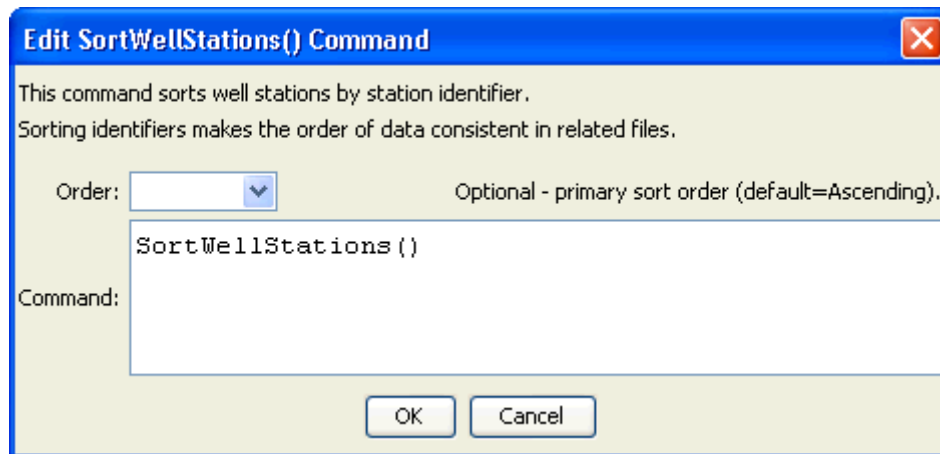 Edit SortWellStations() Command
This command sorts well stations by station identifier.
Sorting identifiers makes the order of data consistent in related files.
Order: Optional - primary sort order (default=Ascending).
SortWellStations()
Command:
OK Cancel